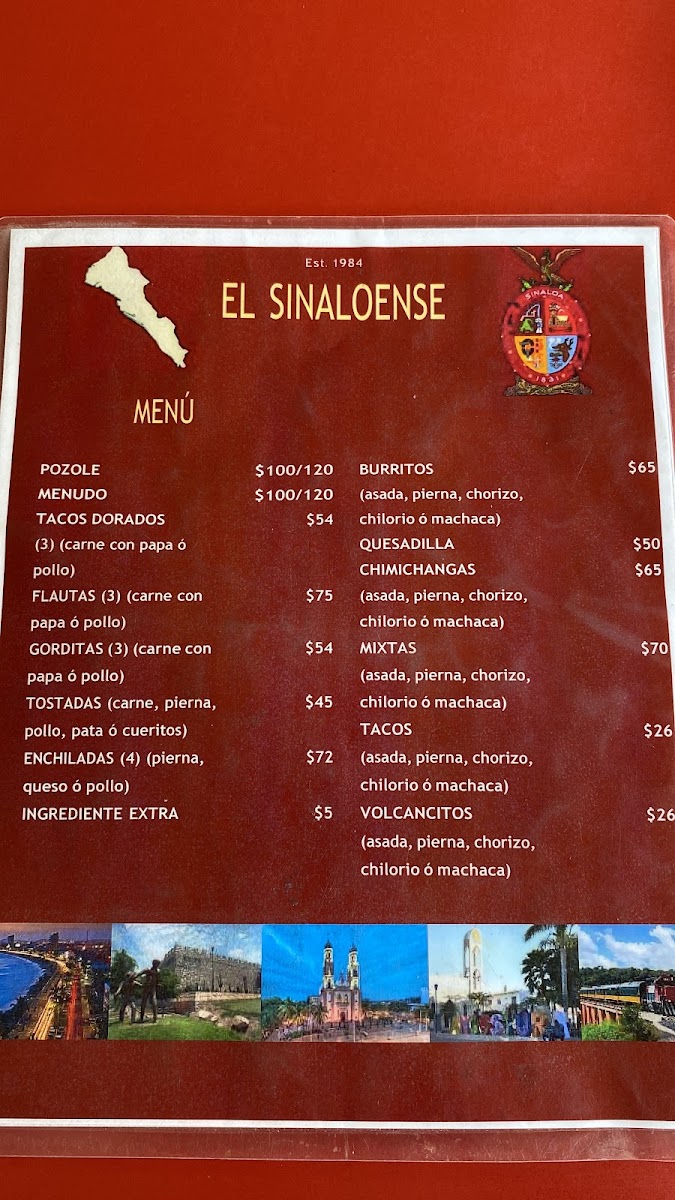 Est. 1984
EL SINALOENSE
SINALOA
1831
MENÚ
POZOLE $100/120
MENUDO $100/120
TACOS DORADOS $54
(3) (carne con papa ó
pollo)
FLAUTAS (3) (carne con $75
papa ó pollo)
GORDITAS (3) (carne con $54
papa ó pollo)
TOSTADAS (carne, pierna, $45
pollo, pata ó cueritos)
ENCHILADAS (4) (pierna, $72
queso ó pollo)
INGREDIENTE EXTRA $5
BURRITOS $65
(asada, pierna, chorizo,
chilorio ó machaca)
QUESADILLA $50
CHIMICHANGAS $65
(asada, pierna, chorizo,
chilorio ó machaca)
MIXTAS $70
(asada, pierna, chorizo,
chilorio ó machaca)
TACOS $26
(asada, pierna, chorizo,
chilorio ó machaca)
VOLCANCITOS $26
(asada, pierna, chorizo,
chilorio ó machaca)